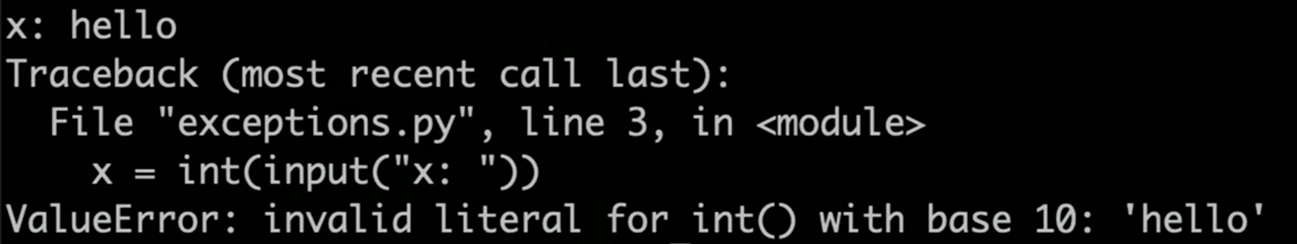 x: hello
Traceback (most recent call last):
  File "exceptions.py", line 3, in <module>
    x = int(input("x: "))
ValueError: invalid literal for int() with base 10: 'hello'